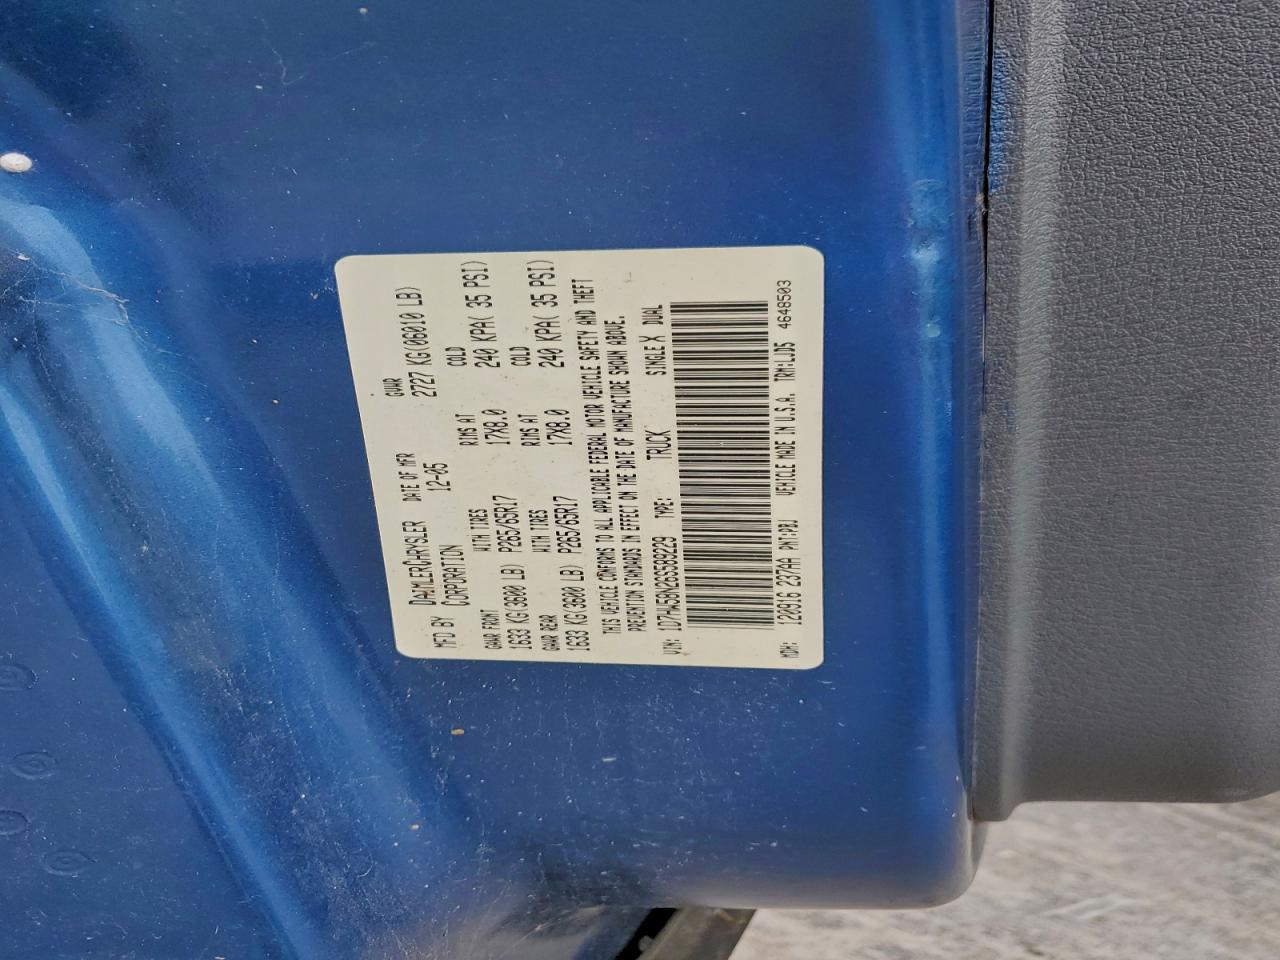 MFD BY DAIMLERCHRYSLER CORPORATION DATE OF MFR 12-05 GVWR 2727 KG(06010 LB)
GAWR FRONT WITH TIRES RIMS AT COLD
1633 KG(3600 LB) P265/65R17 17X8.0 240 KPA( 35 PSI)
GAWR REAR WITH TIRES RIMS AT COLD
1633 KG(3600 LB) P265/65R17 17X8.0 240 KPA( 35 PSI)
THIS VEHICLE CONFORMS TO ALL APPLICABLE FEDERAL MOTOR VEHICLE SAFETY AND THEFT
PREVENTION STANDARDS IN EFFECT ON THE DATE OF MANUFACTURE SHOWN ABOVE.
VIN: 1D7HW58N26S589229 TYPE: TRUCK SINGLE X DUAL
MDH: 120916 237AA PNT:PBJ VEHICLE MADE IN U.S.A. TRM:LJD5 4648503